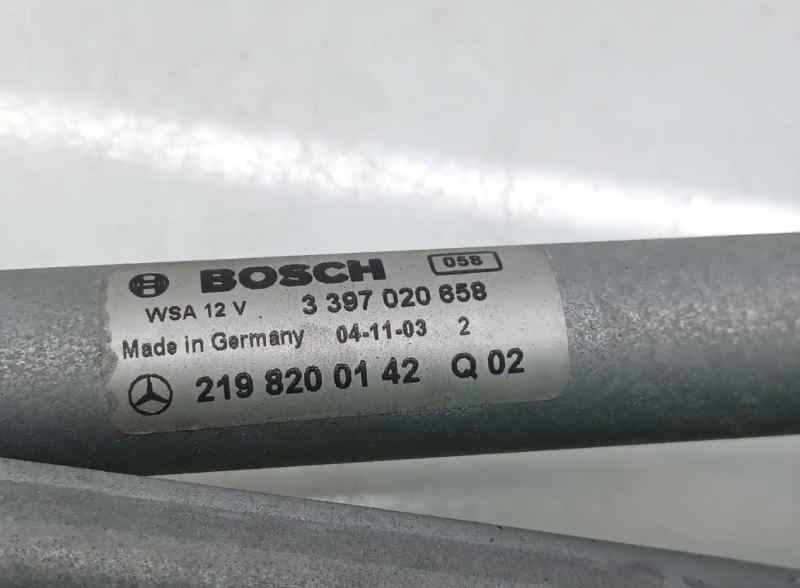 BOSCH 058
WSA 12 V 3 397 020 658
Made in Germany 04-11-03 2
219 820 01 42 Q 02